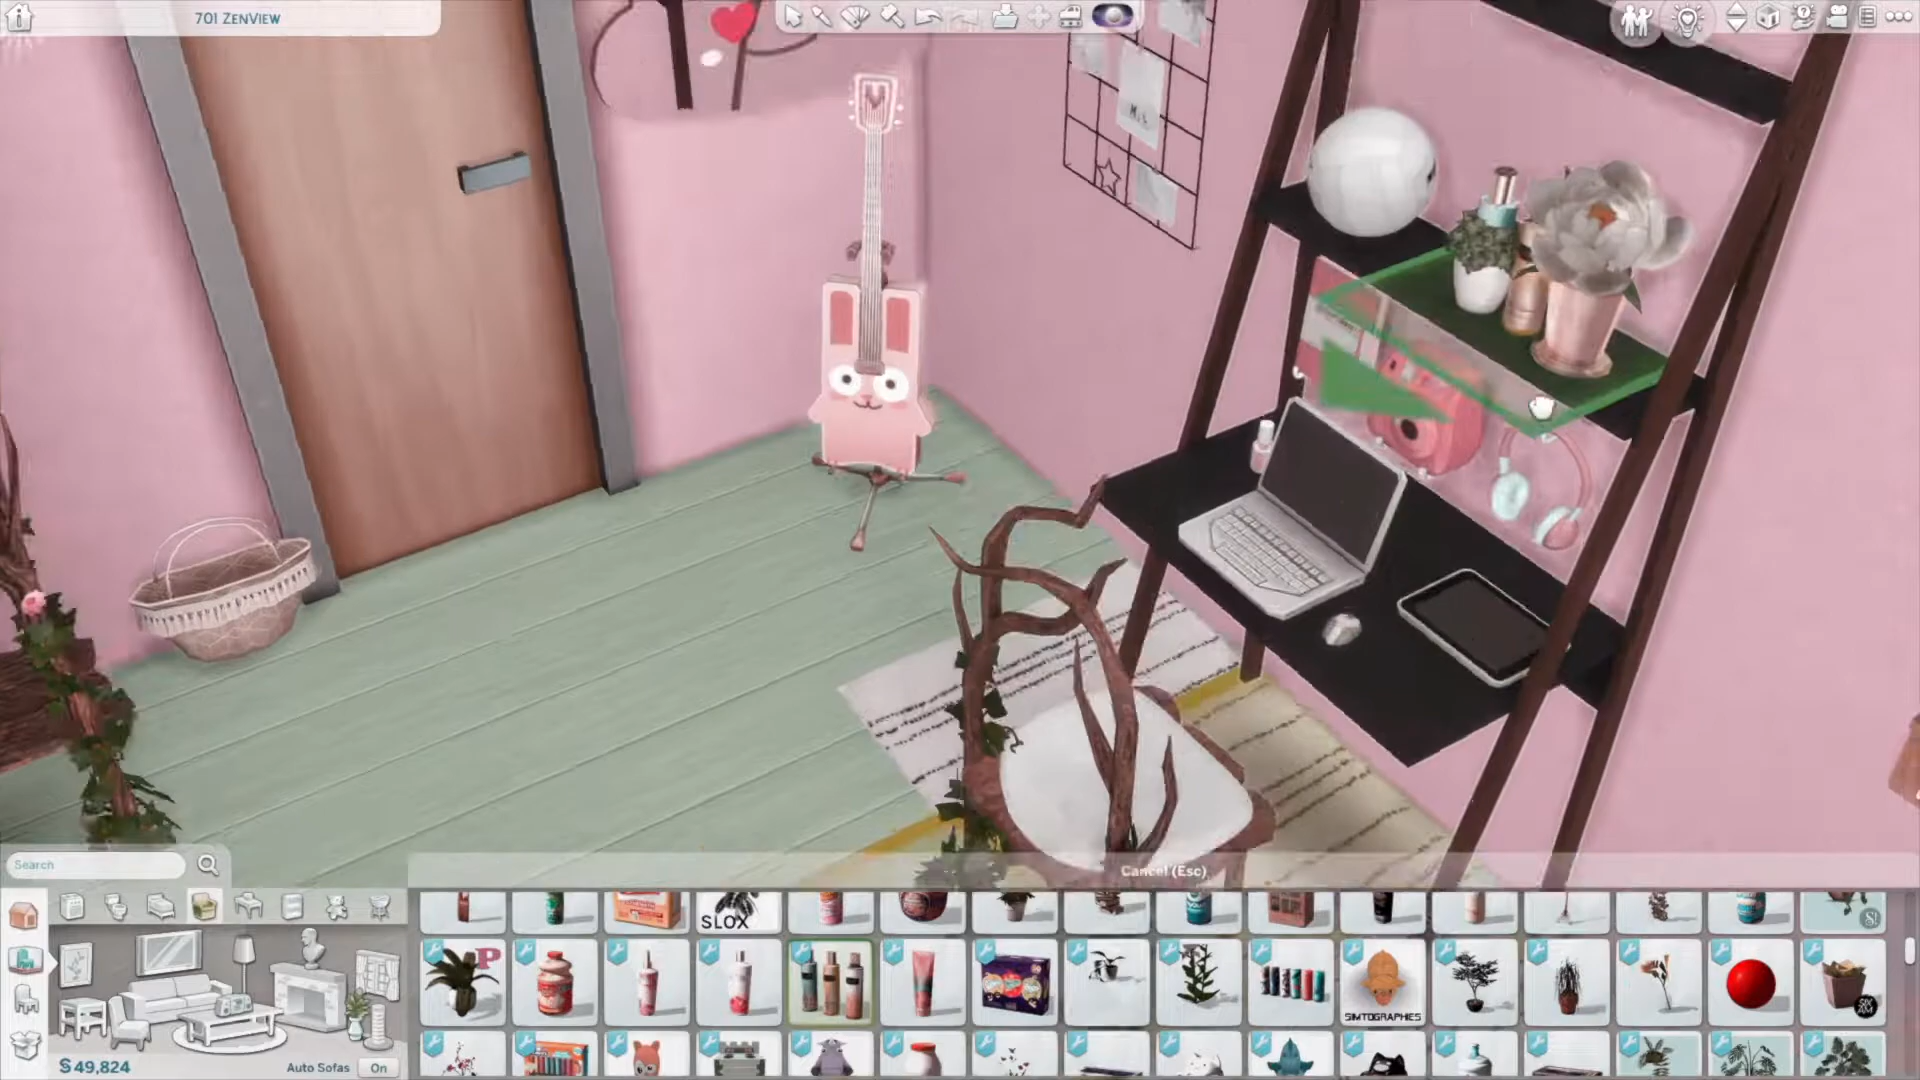 701 ZENVIEW
Search
Cancel (Esc)
SLOX
P
SIMTOGRAPHIES
§49,824
Auto Sofas
On